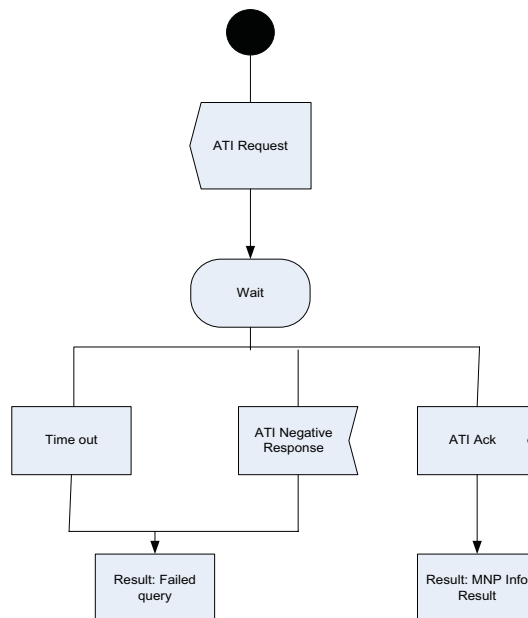 ATI Request
Wait
Time out
ATI Negative
Response
ATI Ack
Result: Failed
query
Result: MNP Info
Result